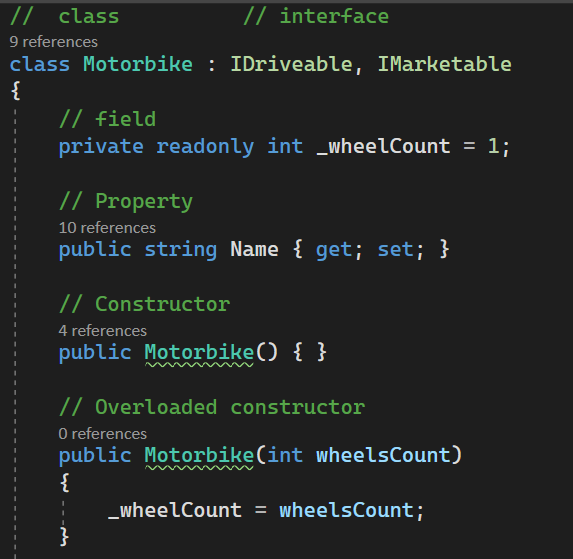 //  class          // interface
9 references
class Motorbike : IDriveable, IMarketable
{
    // field
    private readonly int _wheelCount = 1;
    // Property
    10 references
    public string Name { get; set; }
    // Constructor
    4 references
    public Motorbike() { }
    // Overloaded constructor
    0 references
    public Motorbike(int wheelsCount)
    {
        _wheelCount = wheelsCount;
    }